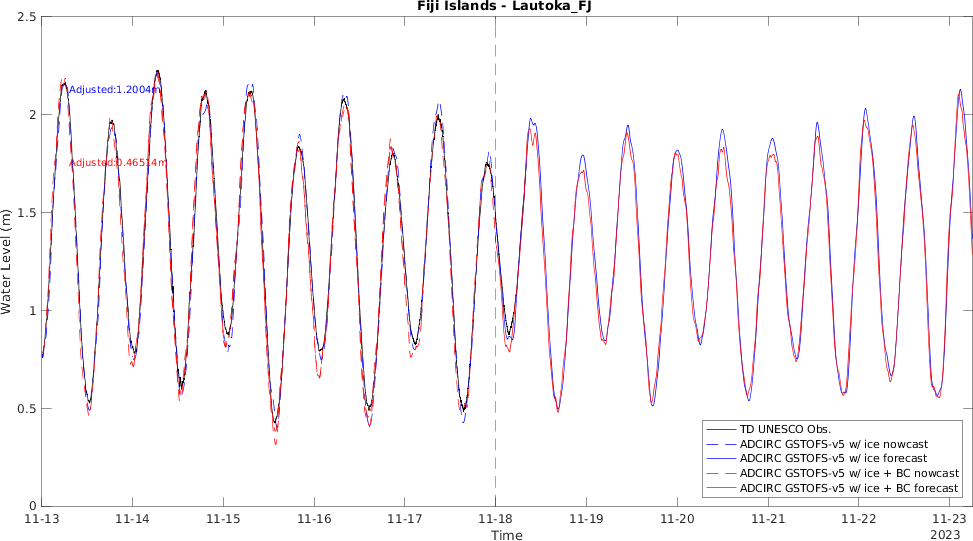 Fiji Islands - Lautoka_FJ
2.5
2
1.5
1
0.5
0
Water Level (m)
Adjusted:1.2004m
Adjusted:0.46514m
TD UNESCO Obs.
ADCIRC GSTOFS-v5 w/ ice nowcast
ADCIRC GSTOFS-v5 w/ ice forecast
ADCIRC GSTOFS-v5 w/ ice + BC nowcast
ADCIRC GSTOFS-v5 w/ ice + BC forecast
11-13 11-14 11-15 11-16 11-17 11-18 11-19 11-20 11-21 11-22 11-23
2023
Time